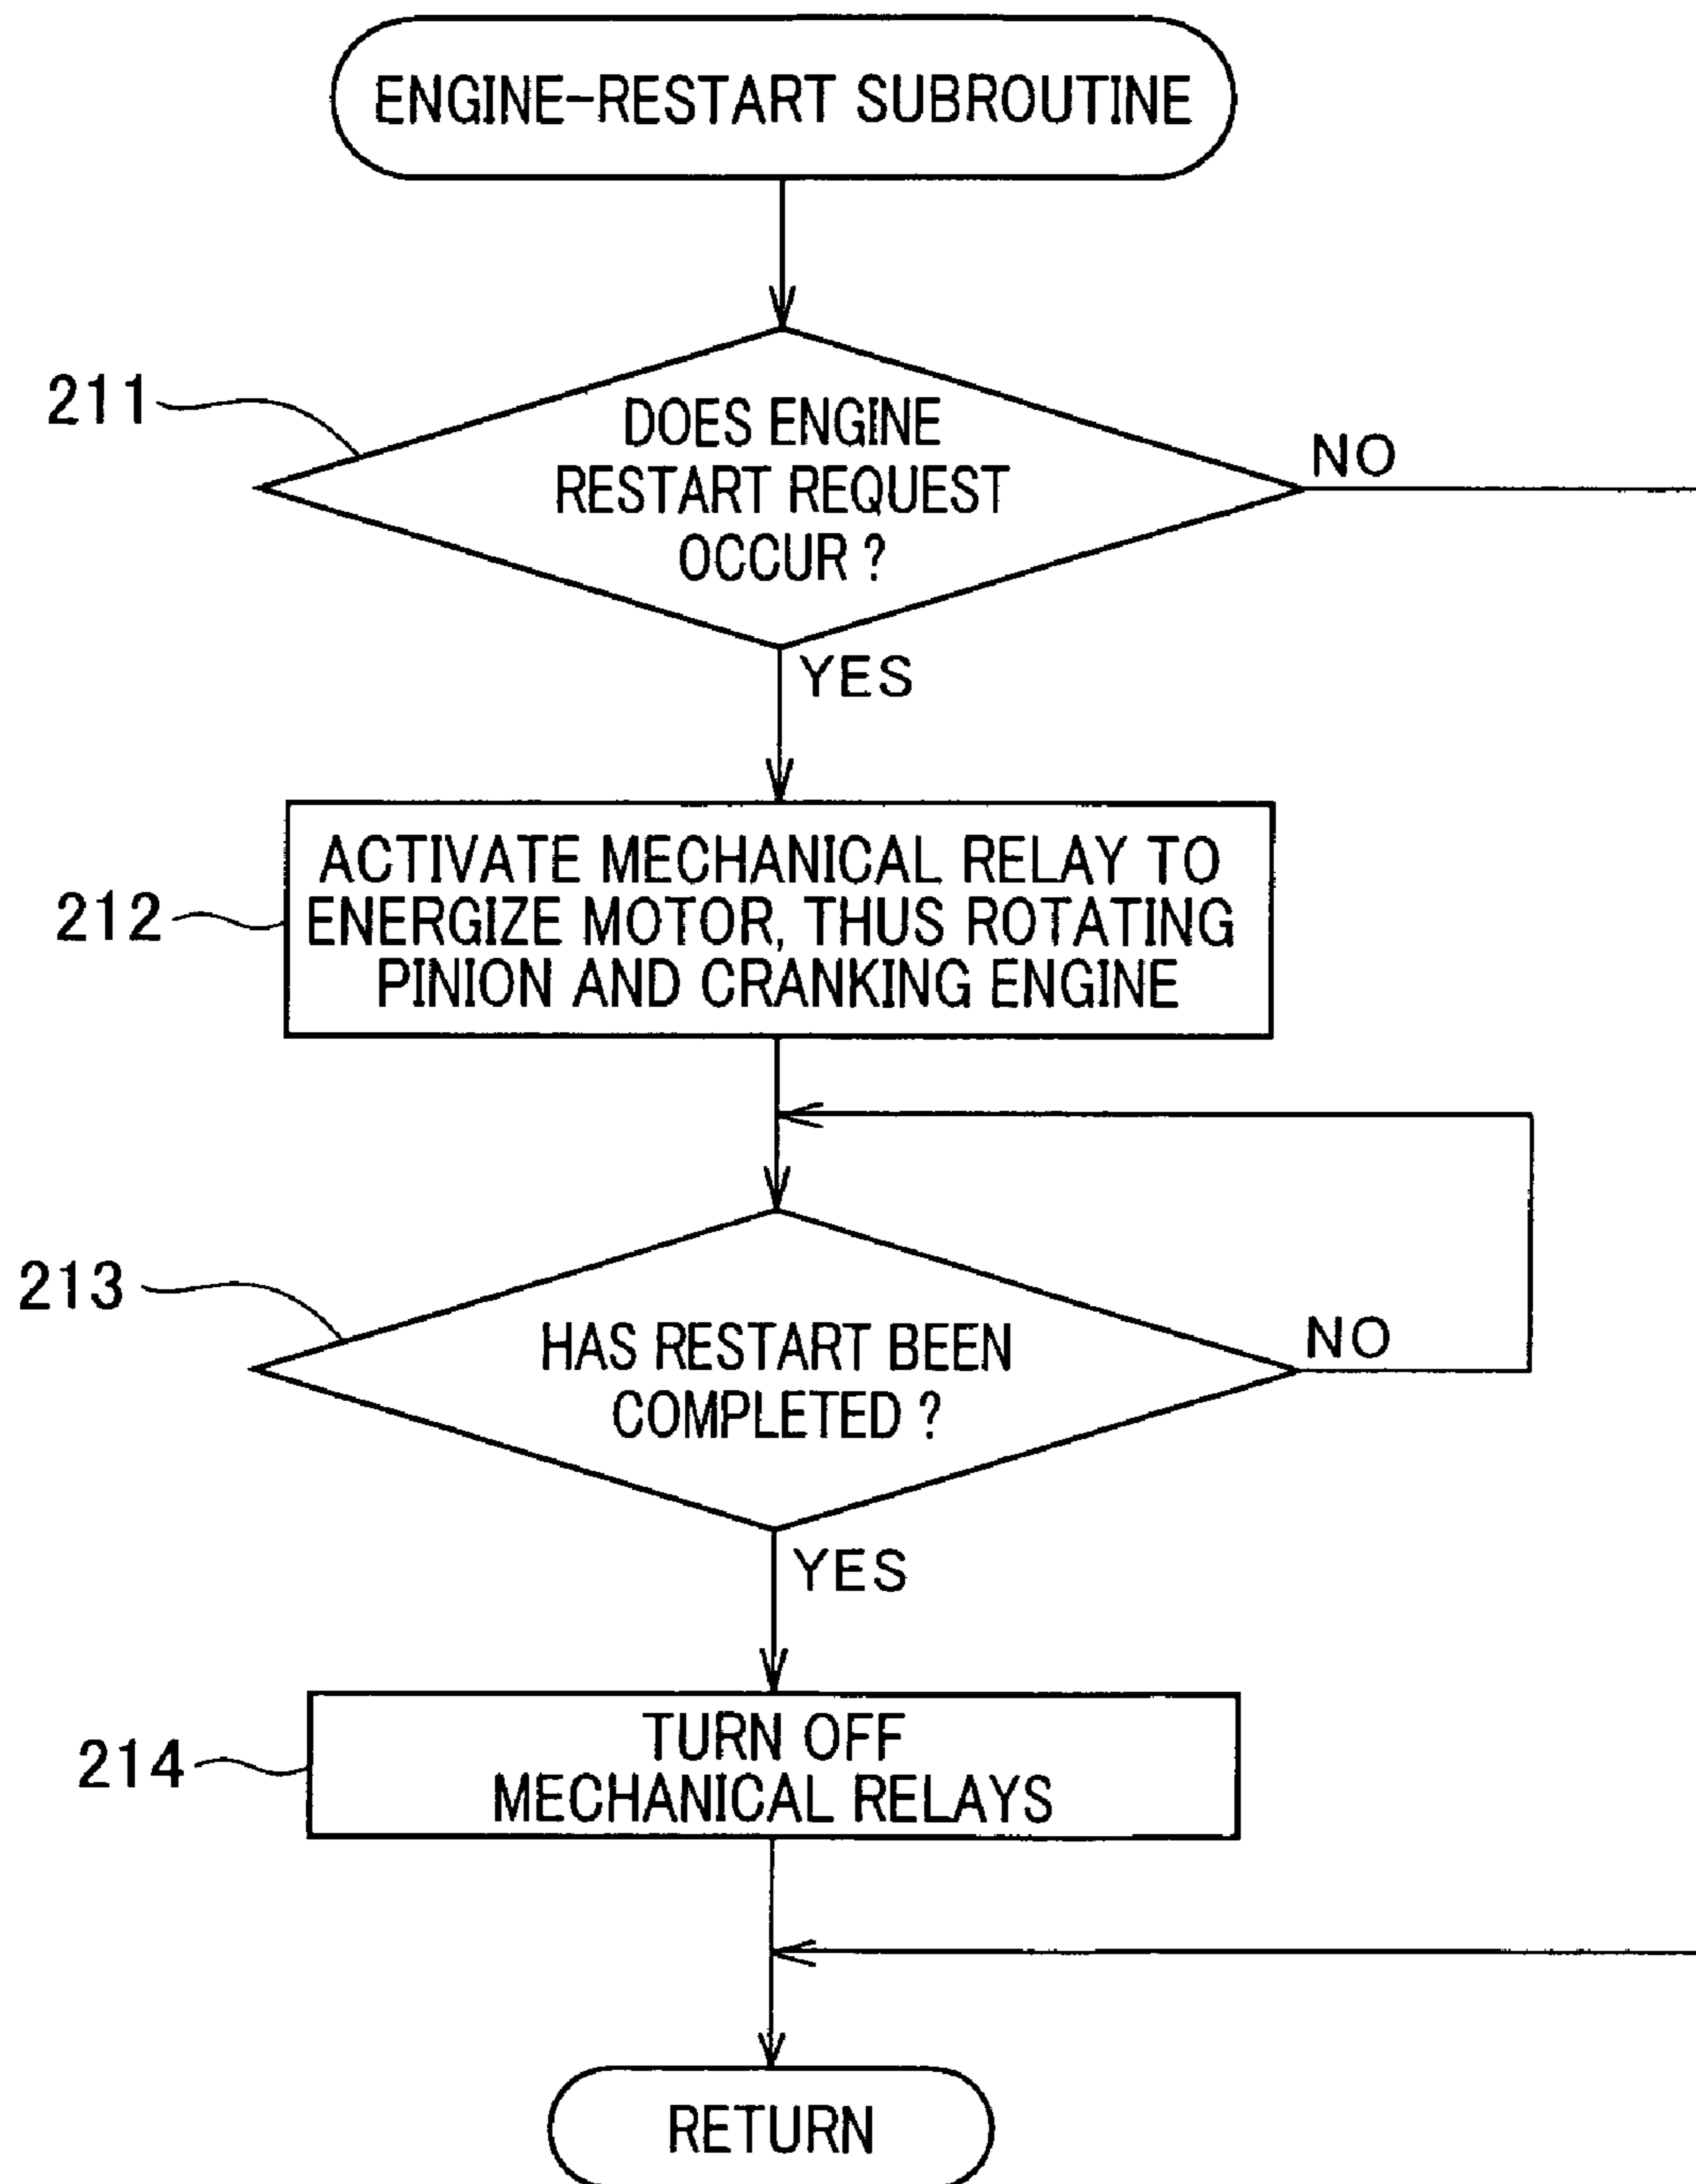 ENGINE-RESTART SUBROUTINE
211
DOES ENGINE
RESTART REQUEST
OCCUR ?
NO
YES
212
ACTIVATE MECHANICAL RELAY TO
ENERGIZE MOTOR, THUS ROTATING
PINION AND CRANKING ENGINE
213
HAS RESTART BEEN
COMPLETED ?
NO
YES
214
TURN OFF
MECHANICAL RELAYS
RETURN